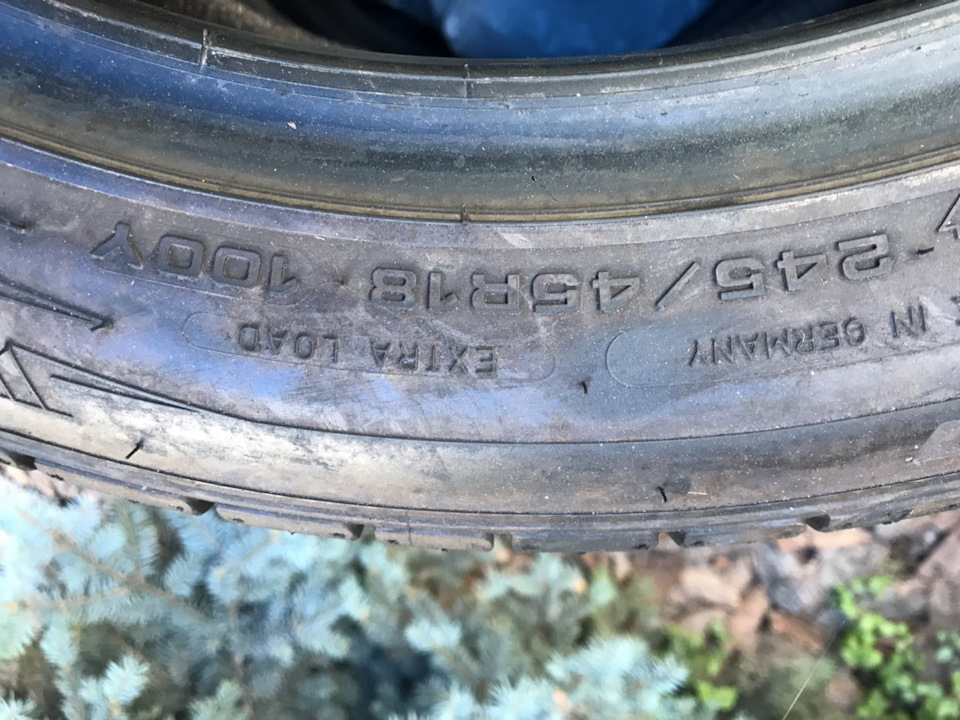 245/45R18 100Y
IN GERMANY
EXTRA LOAD